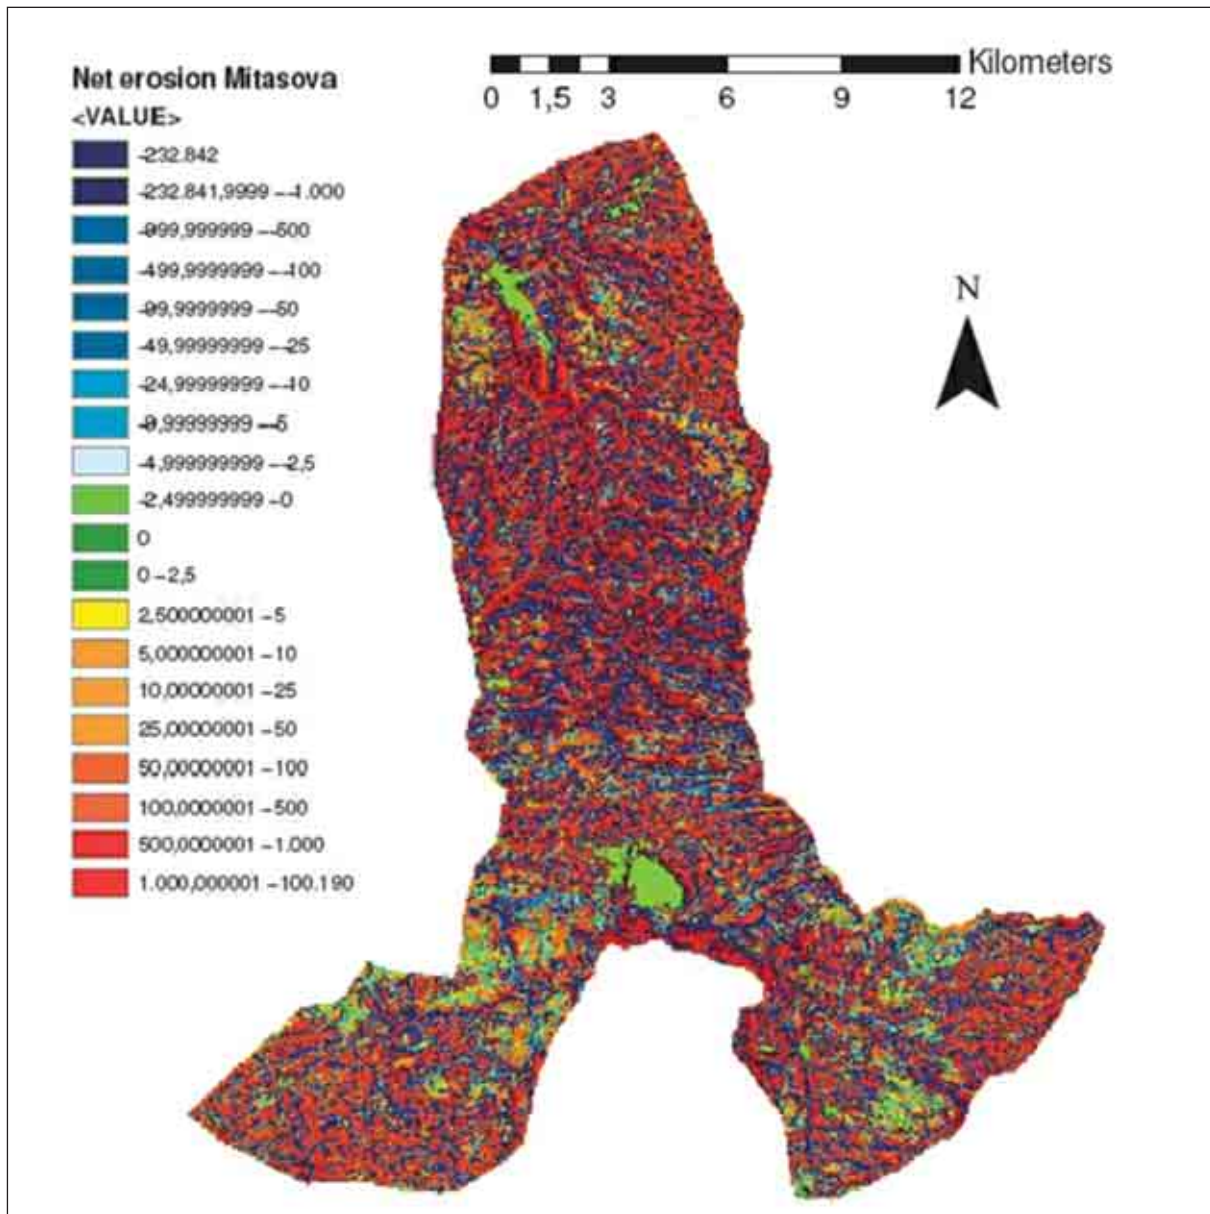 Net erosion Mitasova
<VALUE>
-232.842
-232.841,9999 – -1.000
-999,999999 – -500
-499,9999999 – -100
-99,9999999 – -50
-49,99999999 – -25
-24,99999999 – -10
-9,99999999 – -5
-4,999999999 – -2,5
-2,499999999 – 0
0
0 – 2,5
2,500000001 – 5
5,000000001 – 10
10,00000001 – 25
25,00000001 – 50
50,00000001 – 100
100,0000001 – 500
500,0000001 – 1.000
1.000,000001 – 100.190
Kilometers
0 1,5 3 6 9 12
N